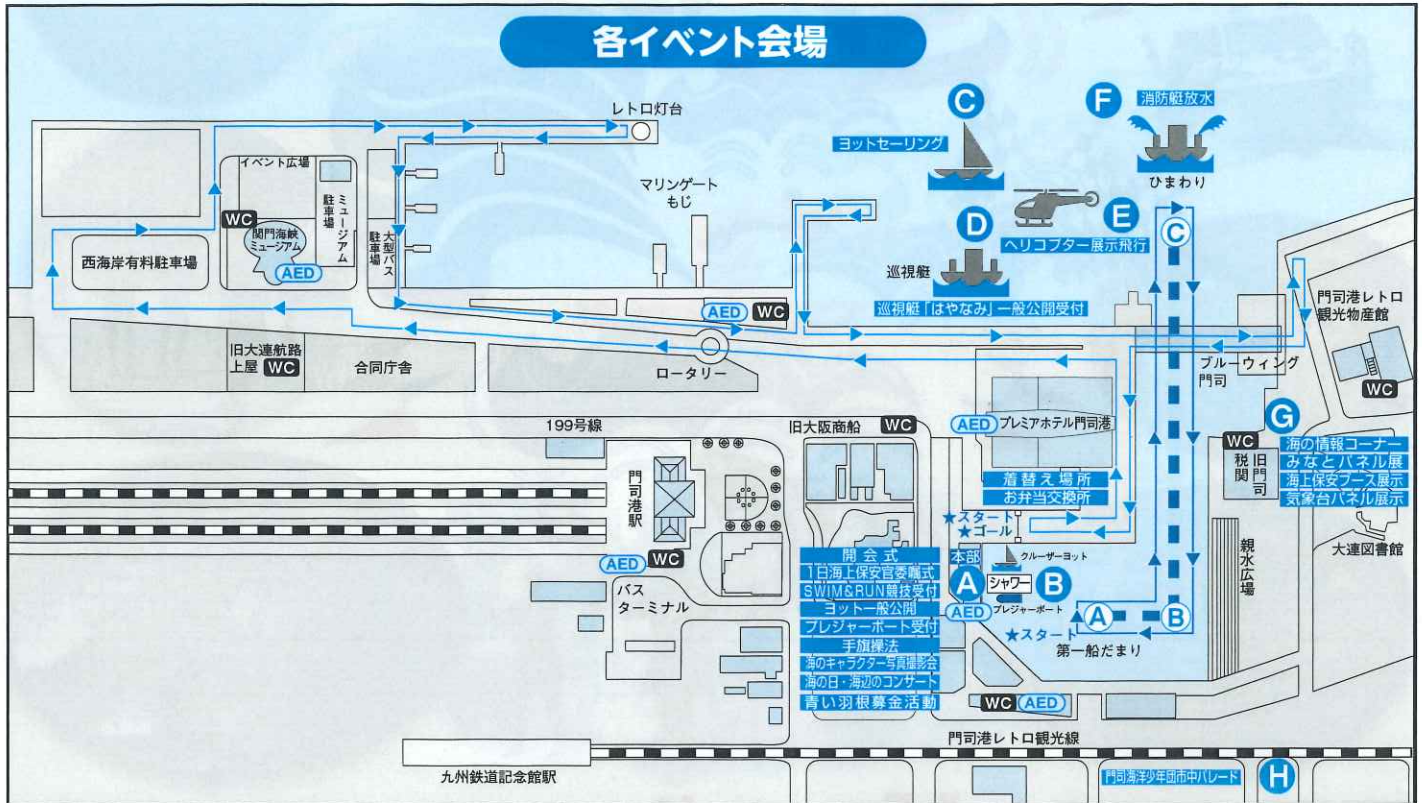 各イベント会場
レトロ灯台
C
ヨットセーリング
F
消防艇放水
ひまわり
イベント広場
ミュージアム
駐車場
WC
関門海峡
ミュージアム
AED
大型バス
駐車場
西海岸有料駐車場
マリンゲート
もじ
E
ヘリコプター展示飛行
D
巡視艇
巡視艇「はやなみ」一般公開受付
C
門司港レトロ
観光物産館
WC
AED
WC
旧大連航路
上屋
WC
合同庁舎
ロータリー
ブルーウィング
門司
199号線
門司港駅
旧大阪商船
WC
AED
プレミアホテル門司港
着替え場所
お弁当交換所
★スタート
★ゴール
G
WC
旧門司
税関
海の情報コーナー
みなとパネル展
海上保安ブース展示
気象台パネル展示
大連図書館
親水広場
AED
WC
バス
ターミナル
開会式
1日海上保安官委嘱式
SWIM&RUN競技受付
ヨット一般公開
プレジャーボート受付
手旗操法
海のキャラクター写真撮影会
海の日・海辺のコンサート
青い羽根募金活動
本部
A
AED
クルーザーヨット
シャワー
B
プレジャーボート
A
B
★スタート
第一船だまり
WC
AED
門司港レトロ観光線
九州鉄道記念館駅
門司海洋少年団市中パレード
H